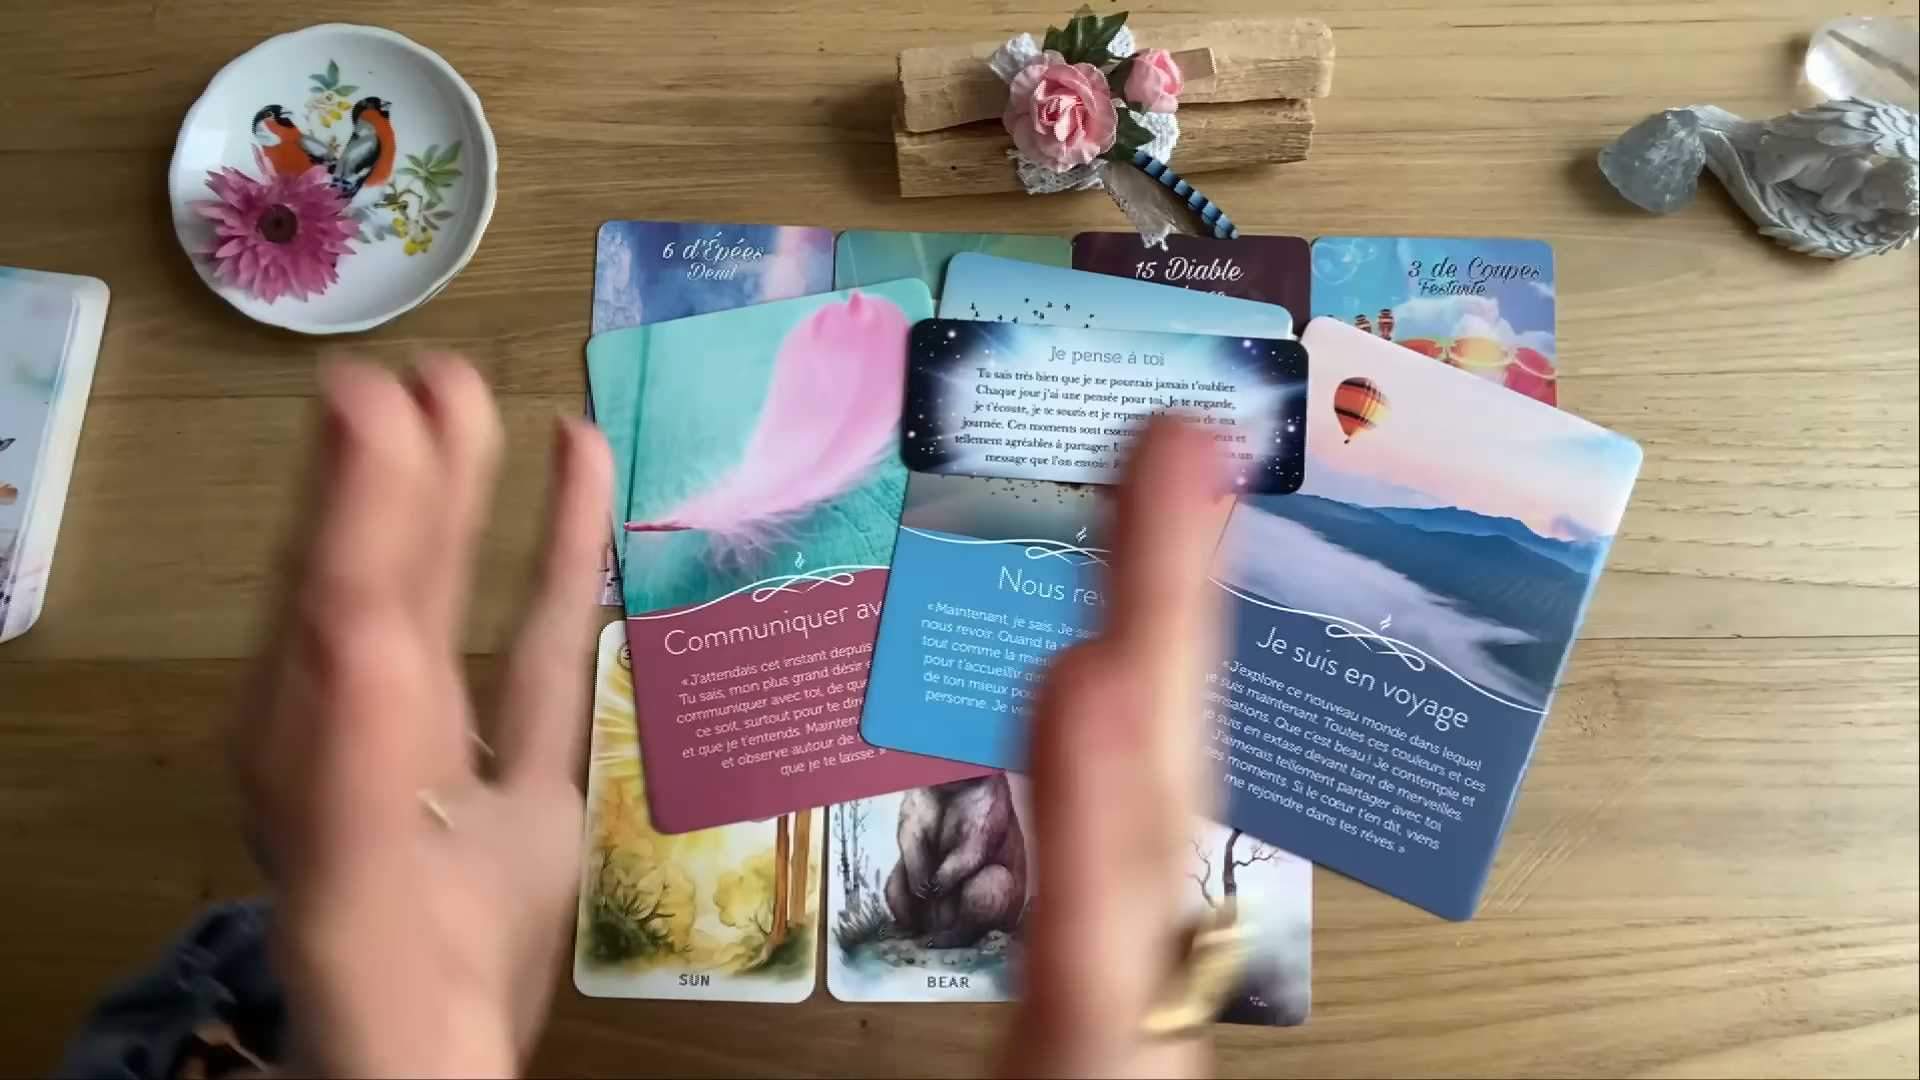 6 d'Épées
Deuil
15 Diable
3 de Coupes
Festivité
Je pense à toi
Tu sais très bien que je ne pourrais jamais t'oublier.
Chaque jour j'ai une pensée pour toi. Je te regarde,
je t'écoute, je te souris et je de ma
journée. Ces moments sont et
tellement agréables à partager. un
message que l'on envoie.
Communiquer av
« J'attendais cet instant depuis
Tu sais, mon plus grand désir
communiquer avec toi, de que
ce soit, surtout pour te dire
et que je t'entends. Mainten
et observe autour de
que je te laisse. »
Nous re
« Maintenant, je sais. Je
nous revoir. Quand ta
tout comme la mien
pour t'accueillir
de ton mieux pou
personne. Je
Je suis en voyage
« J'explore ce nouveau monde dans lequel
je suis maintenant. Toutes ces couleurs et ces
sensations. Que c'est beau! Je contemple et
je suis en extase devant tant de merveilles.
J'aimerais tellement partager avec toi
ces moments. Si le cœur t'en dit, viens
me rejoindre dans tes rêves. »
SUN
BEAR